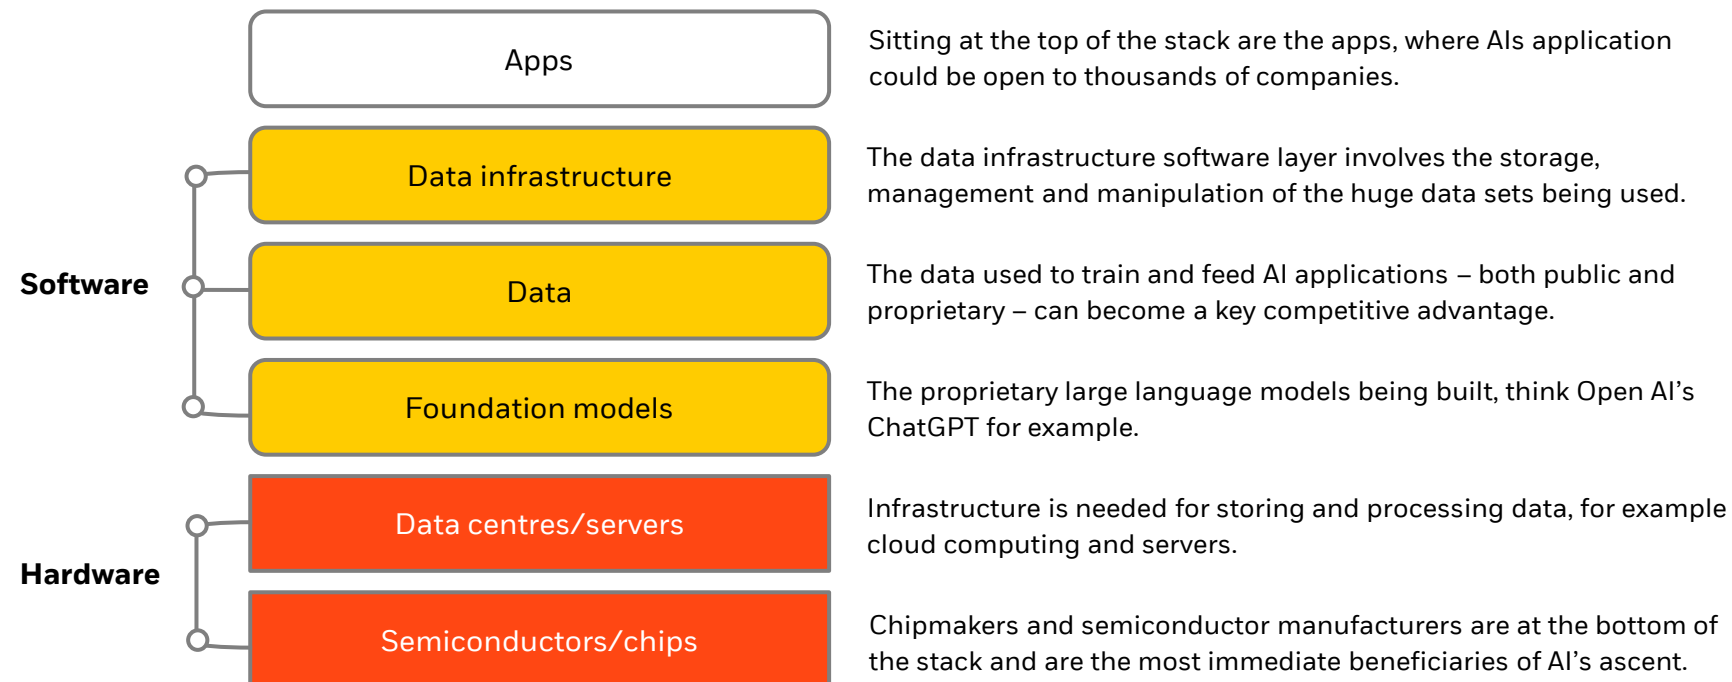 Apps
Sitting at the top of the stack are the apps, where AIs application
could be open to thousands of companies.
Data infrastructure
The data infrastructure software layer involves the storage,
management and manipulation of the huge data sets being used.
Software
Data
The data used to train and feed AI applications – both public and
proprietary – can become a key competitive advantage.
Foundation models
The proprietary large language models being built, think Open AI's
ChatGPT for example.
Hardware
Data centres/servers
Infrastructure is needed for storing and processing data, for example
cloud computing and servers.
Semiconductors/chips
Chipmakers and semiconductor manufacturers are at the bottom of
the stack and are the most immediate beneficiaries of AI's ascent.